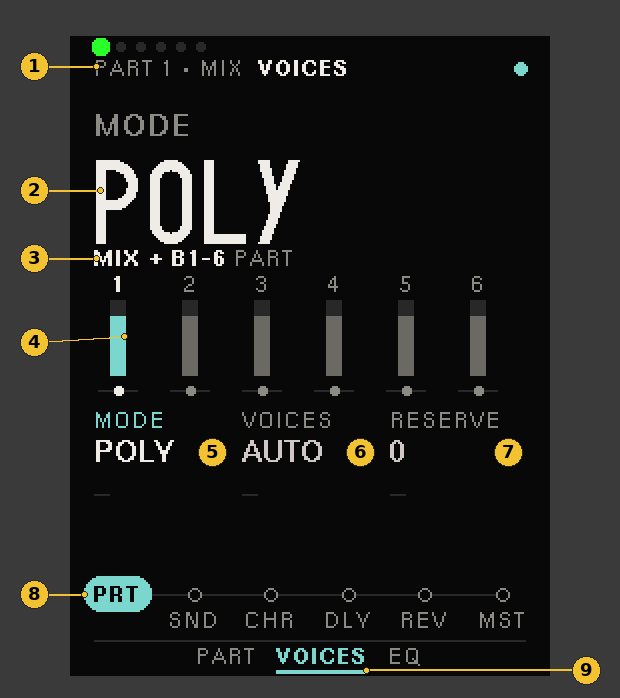 1 PART 1 · MIX VOICES
MODE
2 POLY
3 MIX + B1-6 PART
1 2 3 4 5 6
4
MODE VOICES RESERVE
POLY 5 AUTO 6 0 7
8 PRT
SND CHR DLY REV MST
PART VOICES EQ
9